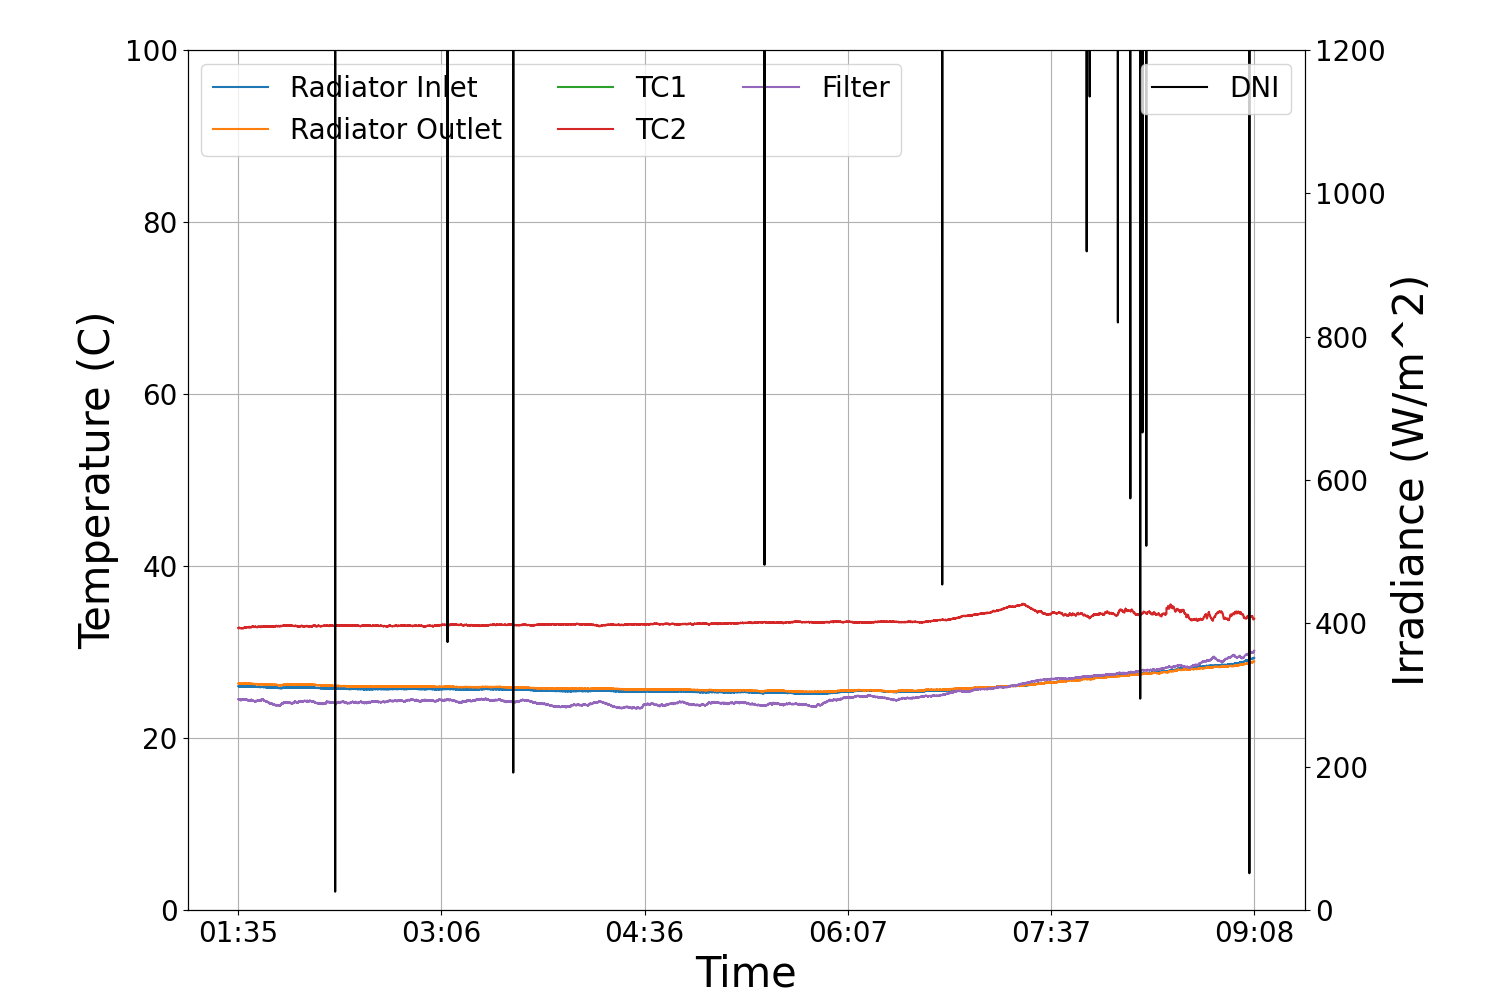 100
80
60
40
20
0
Temperature (C)
Radiator Inlet
Radiator Outlet
TC1
TC2
Filter
DNI
1200
1000
800
600
400
200
0
Irradiance (W/m^2)
01:35 03:06 04:36 06:07 07:37 09:08
Time